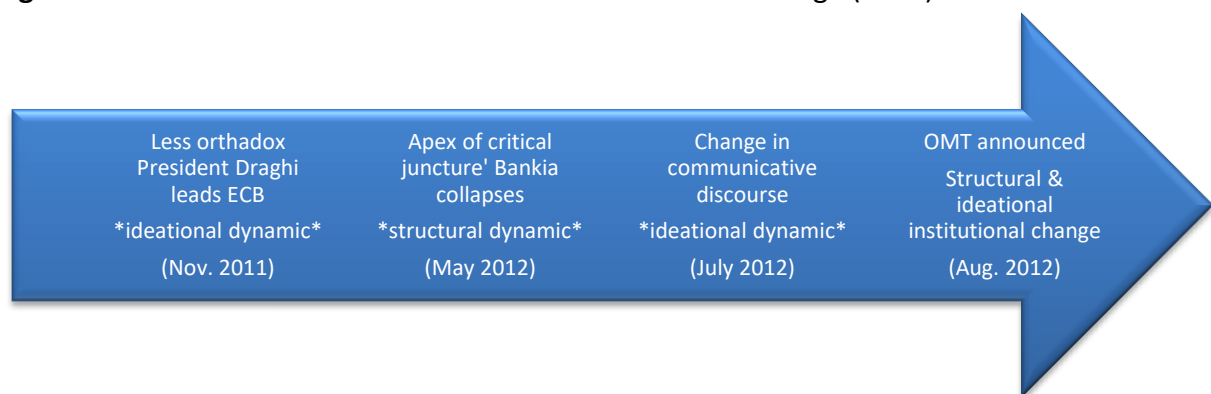 Less orthodox
President Draghi
leads ECB
*ideational dynamic*
(Nov. 2011)
Apex of critical
juncture' Bankia
collapses
*structural dynamic*
(May 2012)
Change in
communicative
discourse
*ideational dynamic*
(July 2012)
OMT announced
Structural &
ideational
institutional change
(Aug. 2012)